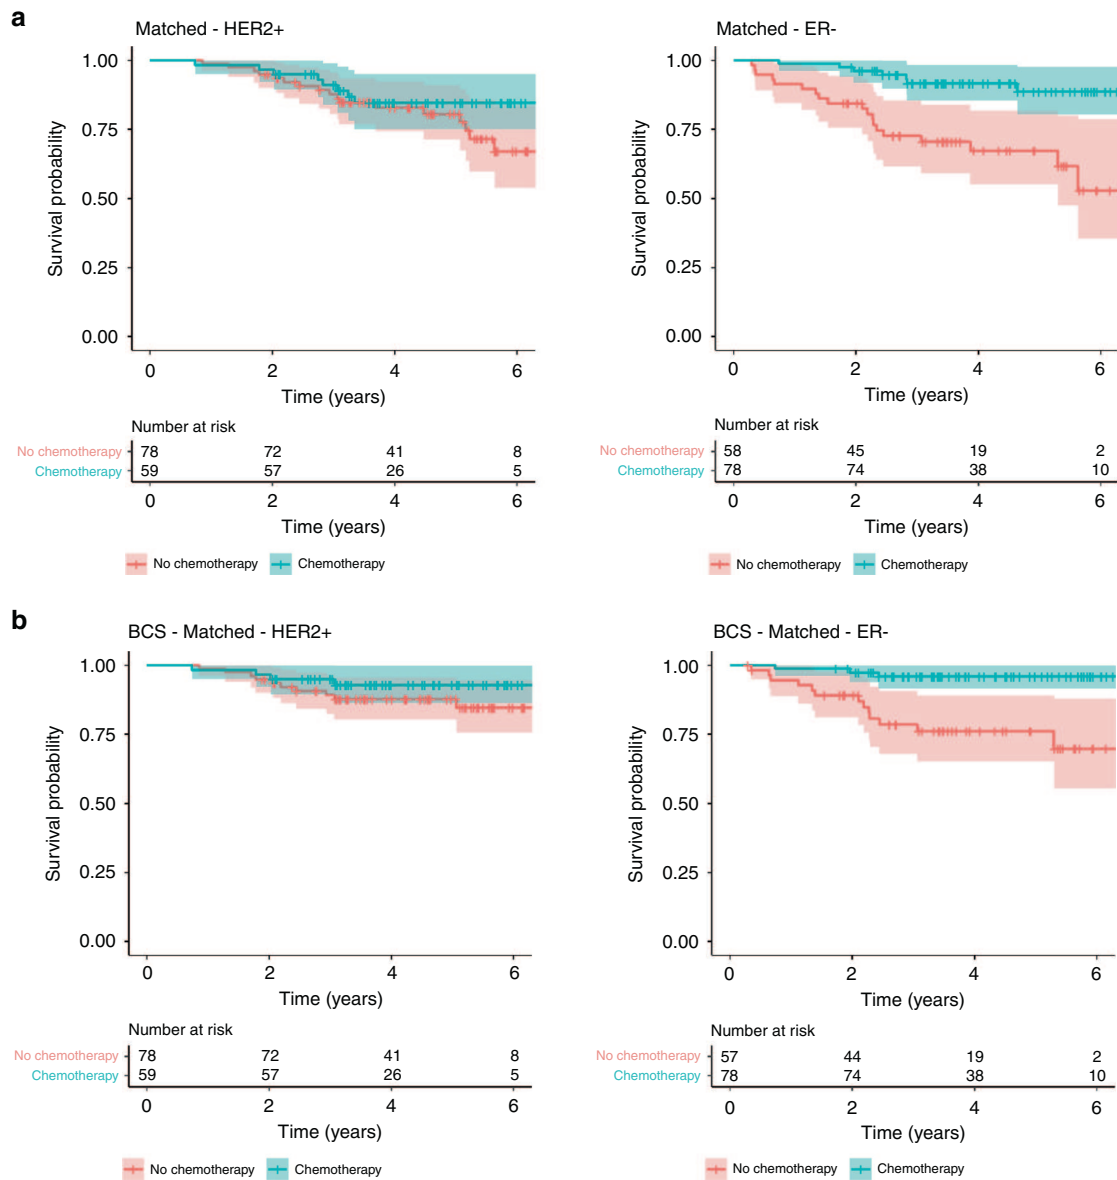 a
Matched - HER2+
Survival probability
1.00
0.75
0.50
0.25
0.00
0 2 4 6
Time (years)
Number at risk
No chemotherapy 78 72 41 8
Chemotherapy 59 57 26 5
0 2 4 6
Time (years)
No chemotherapy Chemotherapy
Matched - ER-
Survival probability
1.00
0.75
0.50
0.25
0.00
0 2 4 6
Time (years)
Number at risk
No chemotherapy 58 45 19 2
Chemotherapy 78 74 38 10
0 2 4 6
Time (years)
No chemotherapy Chemotherapy
b
BCS - Matched - HER2+
Survival probability
1.00
0.75
0.50
0.25
0.00
0 2 4 6
Time (years)
Number at risk
No chemotherapy 78 72 41 8
Chemotherapy 59 57 26 5
0 2 4 6
Time (years)
No chemotherapy Chemotherapy
BCS - Matched - ER-
Survival probability
1.00
0.75
0.50
0.25
0.00
0 2 4 6
Time (years)
Number at risk
No chemotherapy 57 44 19 2
Chemotherapy 78 74 38 10
0 2 4 6
Time (years)
No chemotherapy Chemotherapy